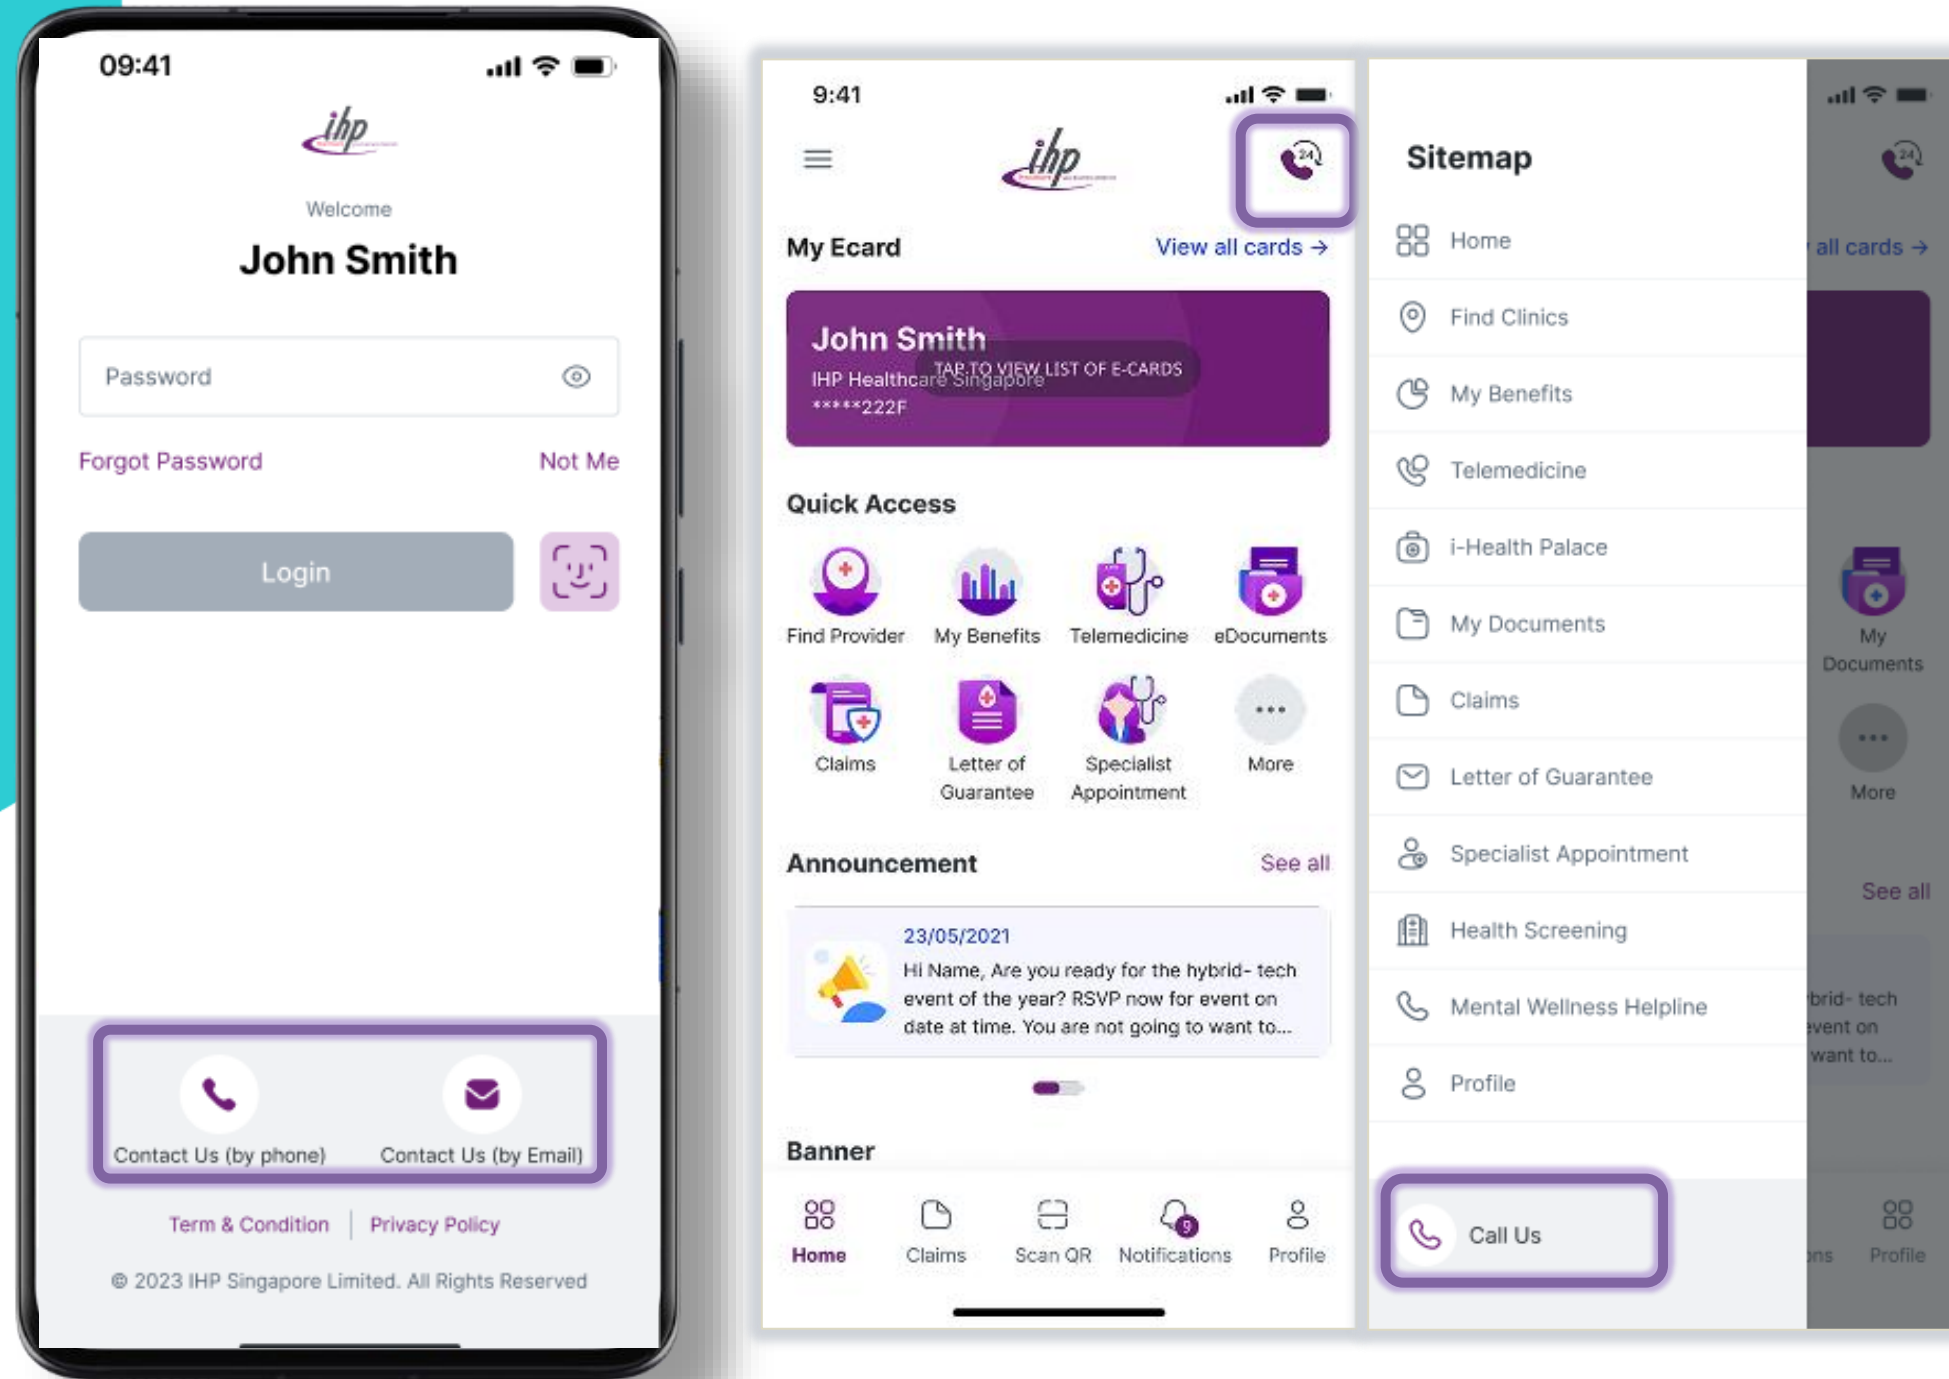 09:41
ihp
Welcome
John Smith
Password
Forgot Password
Not Me
Login
Contact Us (by phone)
Contact Us (by Email)
Term & Condition
Privacy Policy
© 2023 IHP Singapore Limited. All Rights Reserved
9:41
ihp
24
My Ecard
View all cards →
John Smith
TAP TO VIEW LIST OF E-CARDS
IHP Healthcare Singapore
*****222F
Quick Access
Find Provider
My Benefits
Telemedicine
eDocuments
Claims
Letter of
Guarantee
Specialist
Appointment
More
Announcement
See all
23/05/2021
Hi Name, Are you ready for the hybrid- tech
event of the year? RSVP now for event on
date at time. You are not going to want to...
Banner
Home
Claims
Scan QR
9
Notifications
Profile
Sitemap
Home
Find Clinics
My Benefits
Telemedicine
i-Health Palace
My Documents
Claims
Letter of Guarantee
Specialist Appointment
Health Screening
Mental Wellness Helpline
Profile
Call Us
24
all cards →
My
Documents
More
See all
brid- tech
event on
want to...
ons
Profile